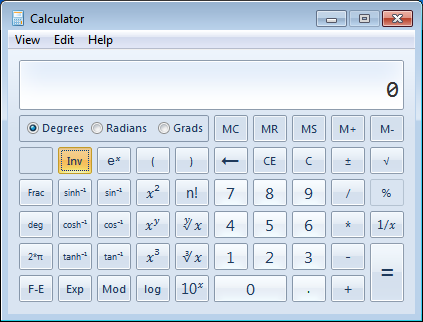 Calculator
View Edit Help
0
Degrees Radians Grads MC MR MS M+ M-
Inv eˣ ( ) ← CE C ± √
Frac sinh⁻¹ sin⁻¹ x² n! 7 8 9 / %
deg cosh⁻¹ cos⁻¹ xʸ ʸ√x 4 5 6 * 1/x
2*π tanh⁻¹ tan⁻¹ x³ ³√x 1 2 3 - =
F-E Exp Mod log 10ˣ 0 . +